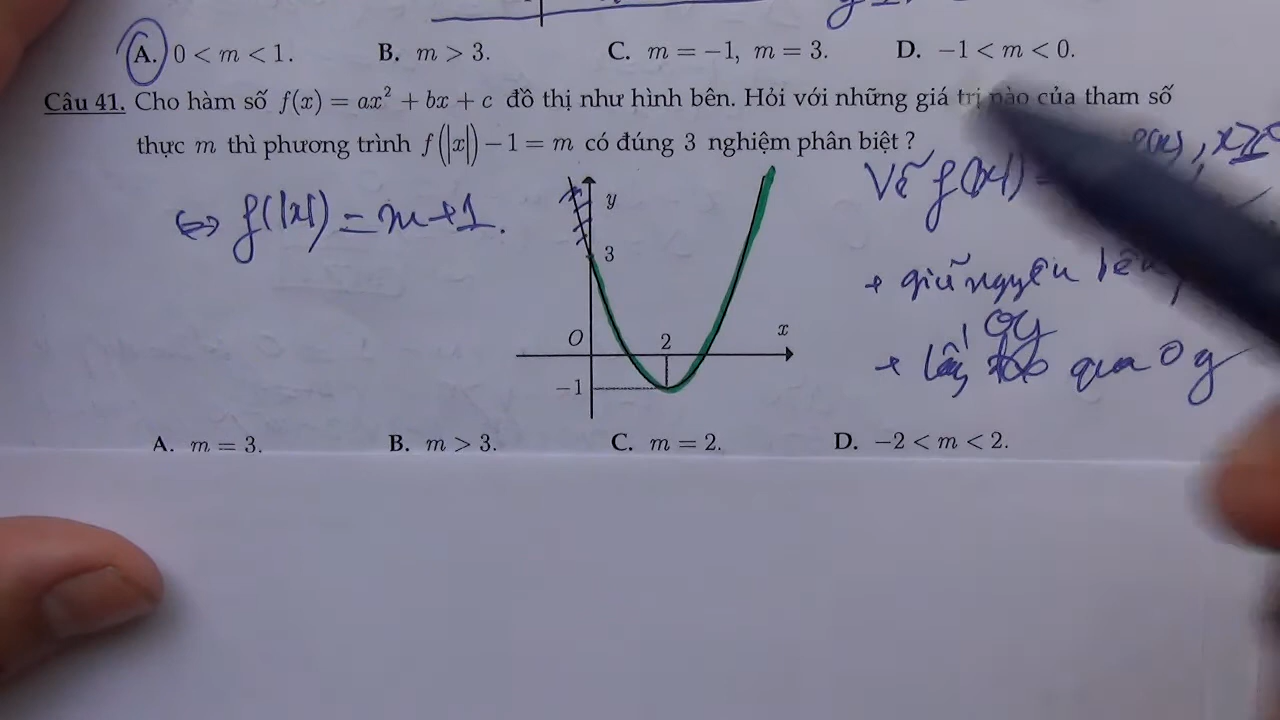 A. 0 < m < 1. B. m > 3. C. m = −1, m = 3. D. −1 < m < 0.
Câu 41. Cho hàm số f(x) = ax² + bx + c đồ thị như hình bên. Hỏi với những giá trị nào của tham số
thực m thì phương trình f(|x|) − 1 = m có đúng 3 nghiệm phân biệt ?
Vẽ f(|x|) =
⇔ f(|x|) = m + 1.
y
3
+ giữ nguyên bên
Oy
O 2 x
+ lấy qua Oy
−1
A. m = 3. B. m > 3. C. m = 2. D. −2 < m < 2.